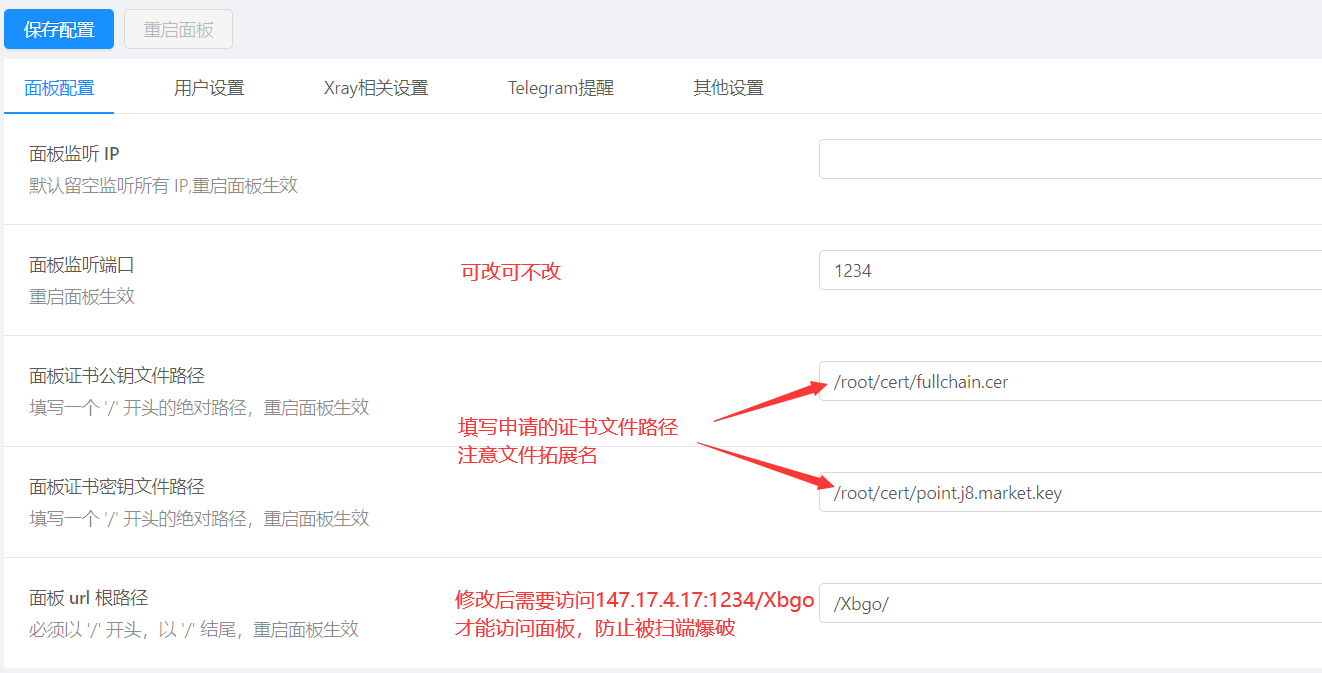 保存配置 重启面板
面板配置 用户设置 Xray相关设置 Telegram提醒 其他设置
面板监听 IP
默认留空监听所有 IP,重启面板生效
面板监听端口
重启面板生效
可改可不改
1234
面板证书公钥文件路径
填写一个 '/' 开头的绝对路径，重启面板生效
/root/cert/fullchain.cer
填写申请的证书文件路径
注意文件拓展名
面板证书密钥文件路径
填写一个 '/' 开头的绝对路径，重启面板生效
/root/cert/point.j8.market.key
面板 url 根路径
必须以 '/' 开头，以 '/' 结尾，重启面板生效
修改后需要访问147.17.4.17:1234/Xbgo
才能访问面板，防止被扫端爆破
/Xbgo/